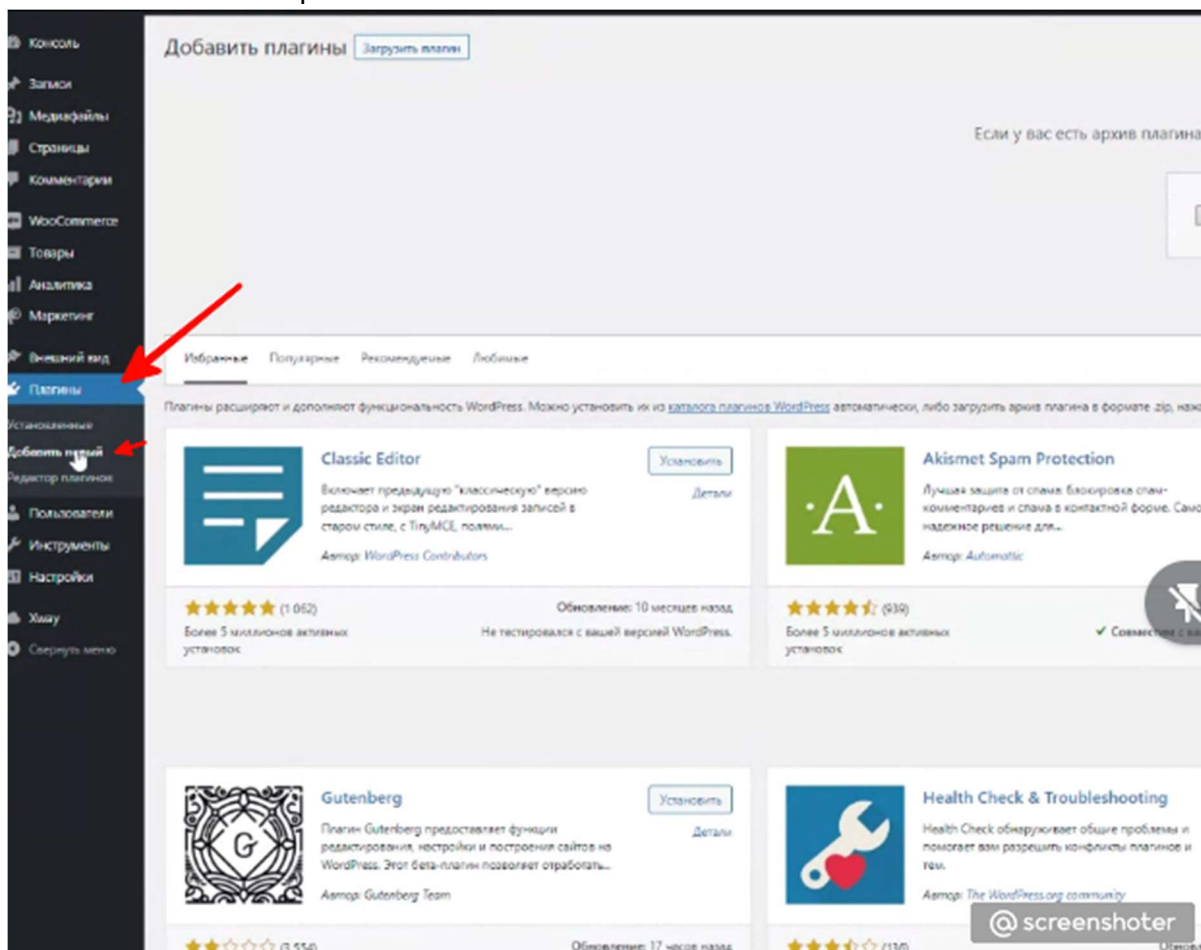 Консоль
Записи
Медиафайлы
Страницы
Комментарии
WooCommerce
Товары
Аналитика
Маркетинг
Внешний вид
Плагины
Установленные
Добавить новый
Редактор плагинов
Пользователи
Инструменты
Настройки
Xway
Свернуть меню
Добавить плагины Загрузить плагин
Если у вас есть архив плагина
Избранные Популярные Рекомендуемые Любимые
Плагины расширяют и дополняют функциональность WordPress. Можно установить их из каталога плагинов WordPress автоматически, либо загрузить архив плагина в формате .zip, наж
Classic Editor
Установить
Включает предыдущую "классическую" версию
Детали
редактора и экран редактирования записей в
старом стиле, с TinyMCE, полями...
Автор: WordPress Contributors
(1 062)
Обновление: 10 месяцев назад
Более 5 миллионов активных
установок
Не тестировался с вашей версией WordPress.
Akismet Spam Protection
Лучшая защита от спама: блокировка спам-
комментариев и спама в контактной форме. Само
надежное решение для...
Автор: Automattic
(939)
Более 5 миллионов активных
установок
Совместим с
Gutenberg
Установить
Плагин Gutenberg предоставляет функции
Детали
редактирования, настройки и построения сайтов на
WordPress. Этот бета-плагин позволяет отработать...
Автор: Gutenberg Team
(3 554)
Обновление: 17 часов назад
Health Check & Troubleshooting
Health Check обнаруживает общие проблемы и
помогает вам разрешить конфликты плагинов и
тем.
Автор: The WordPress.org community
@ screenshoter